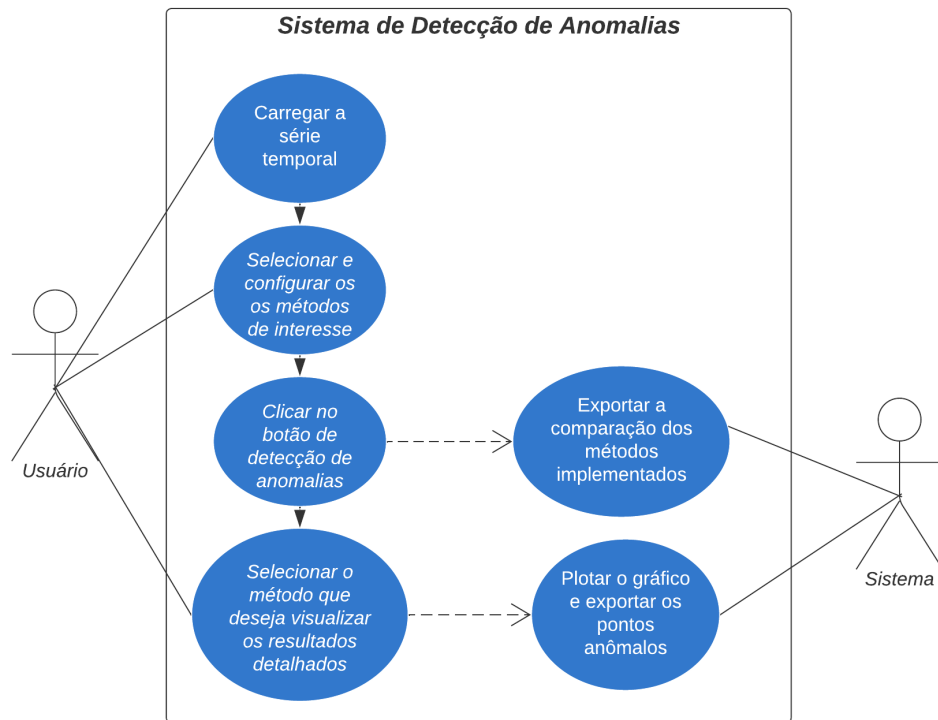 Sistema de Detecção de Anomalias
Carregar a
série
temporal
Selecionar e
configurar os
os métodos
de interesse
Clicar no
botão de
detecção de
anomalias
Exportar a
comparação dos
métodos
implementados
Usuário
Selecionar o
método que
deseja visualizar
os resultados
detalhados
Plotar o gráfico
e exportar os
pontos
anômalos
Sistema